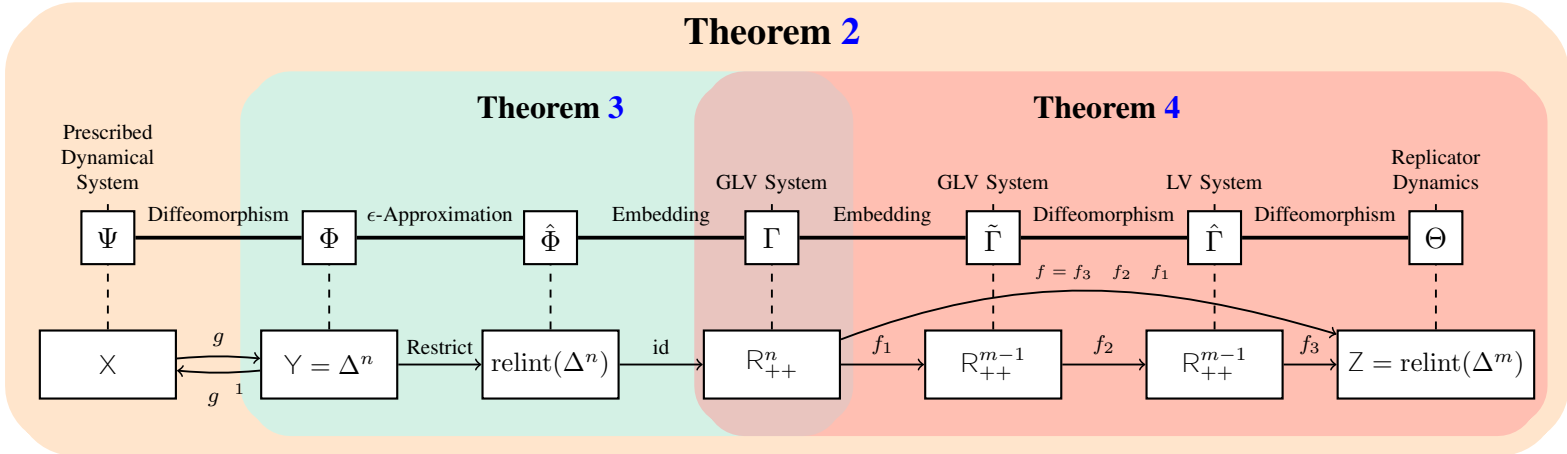 Theorem 2
Theorem 3
Theorem 4
Prescribed
Dynamical
System
GLV System
GLV System
LV System
Replicator
Dynamics
Ψ
Diffeomorphism
Φ
ϵ-Approximation
Φ̂
Embedding
Γ
Embedding
Γ̃
Diffeomorphism
Γ̂
Diffeomorphism
Θ
f = f₃ f₂ f₁
X
g
g 1
Y = Δⁿ
Restrict
relint(Δⁿ)
id
Rⁿ₊₊
f₁
Rᵐ⁻¹₊₊
f₂
Rᵐ⁻¹₊₊
f₃
Z = relint(Δᵐ)